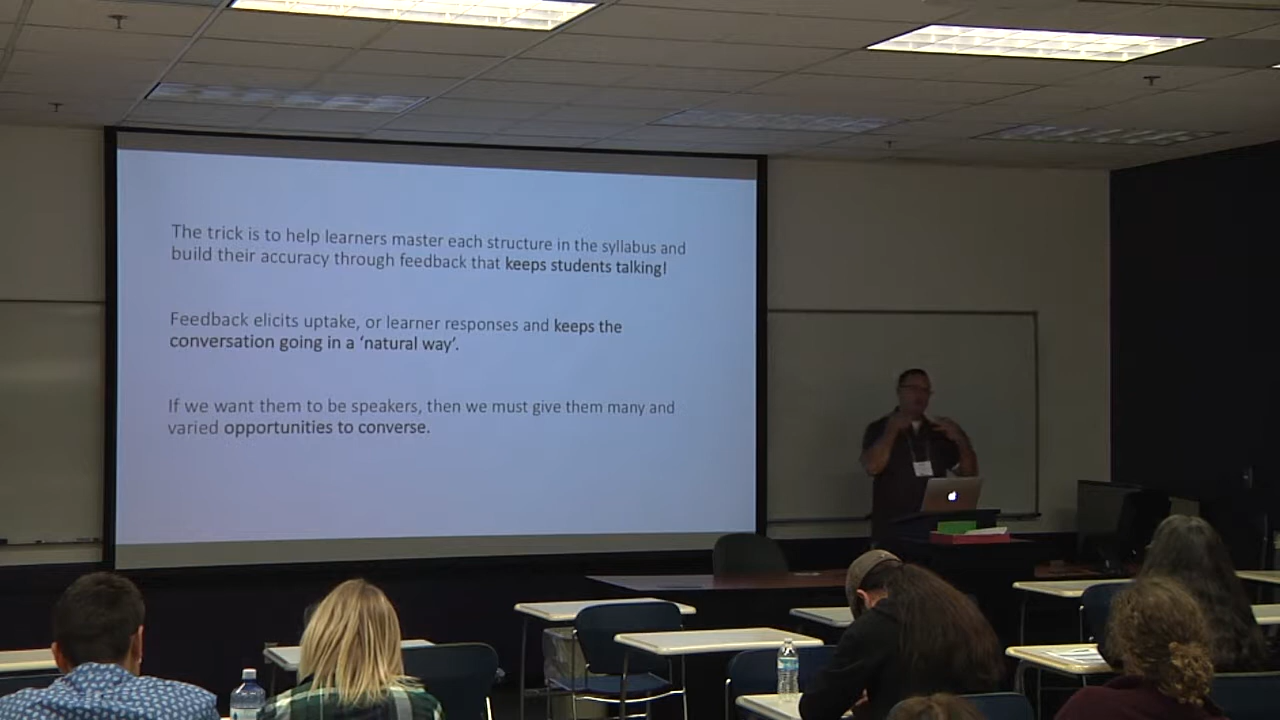 The trick is to help learners master each structure in the syllabus and
build their accuracy through feedback that keeps students talking!
Feedback elicits uptake, or learner responses and keeps the
conversation going in a ‘natural way’.
If we want them to be speakers, then we must give them many and
varied opportunities to converse.